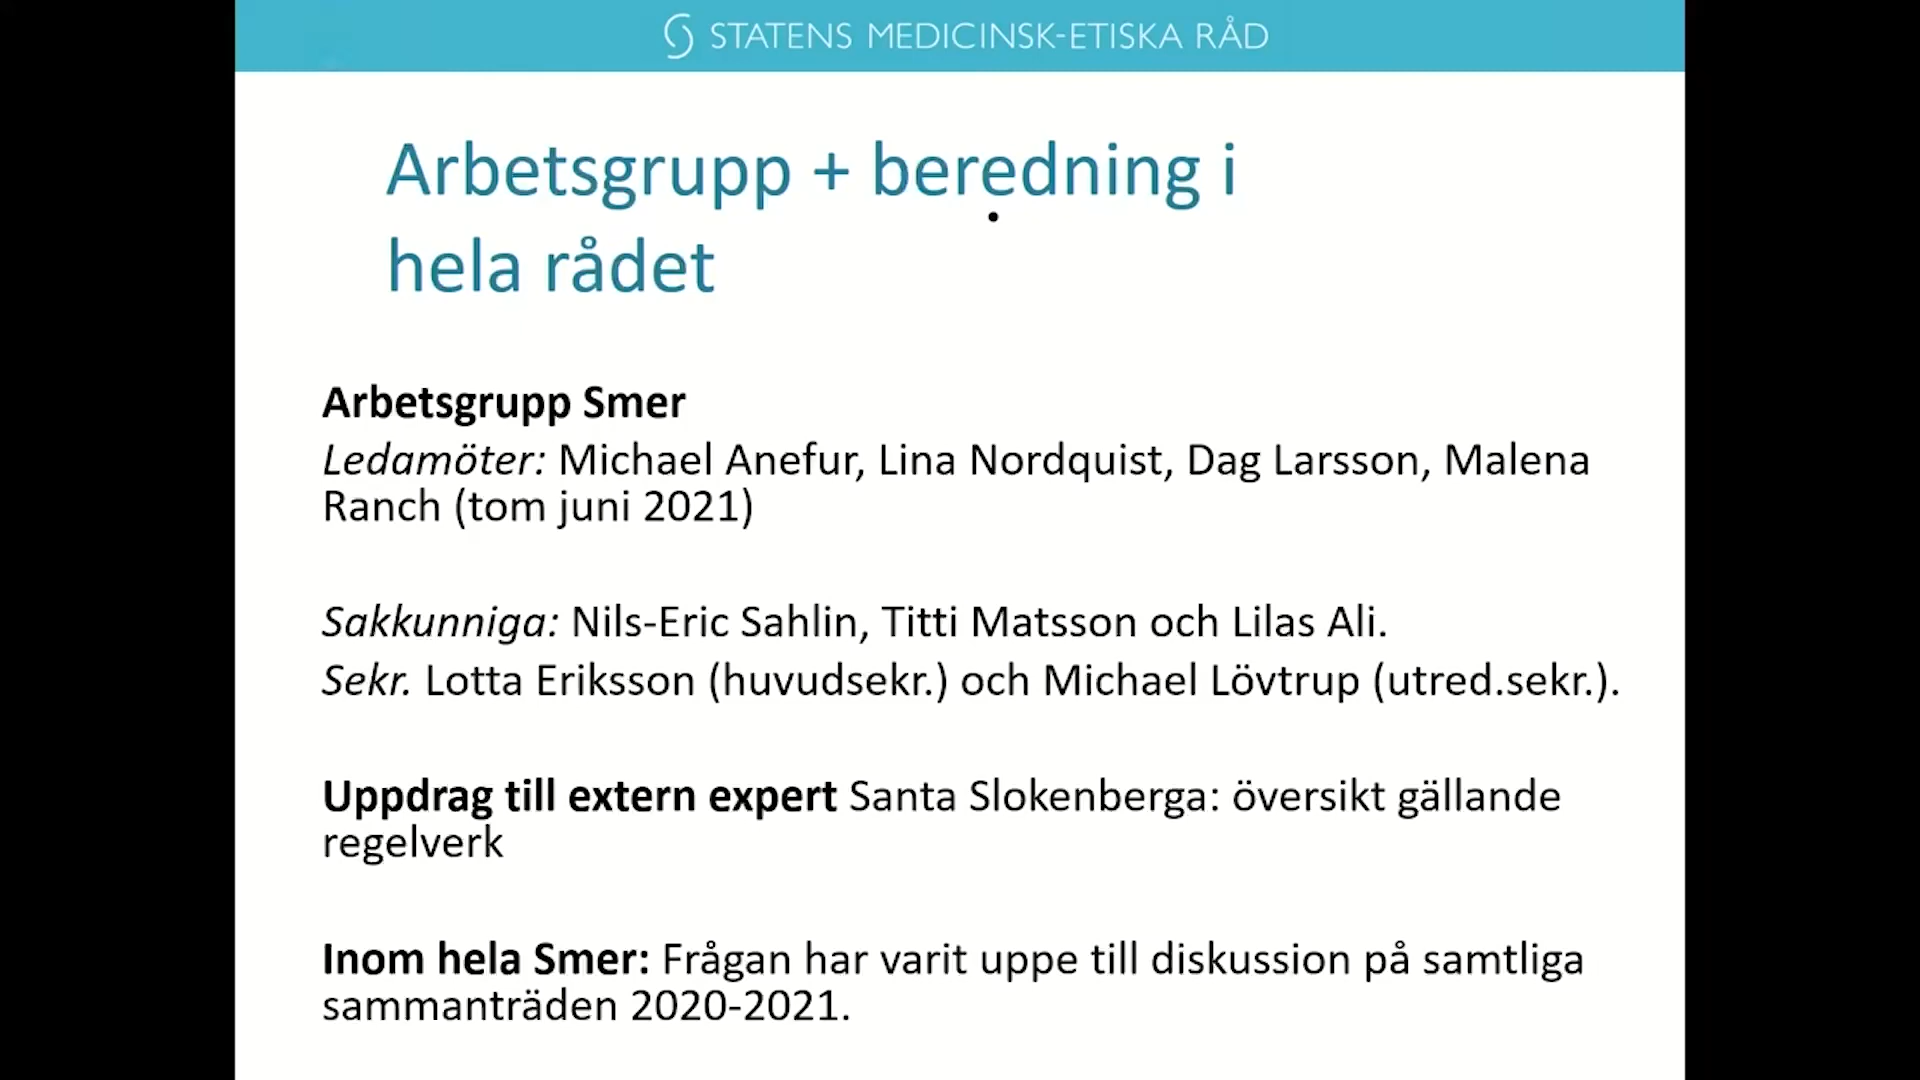 STATENS MEDICINSK-ETISKA RÅD
Arbetsgrupp + beredning i
hela rådet
Arbetsgrupp Smer
Ledamöter: Michael Anefur, Lina Nordquist, Dag Larsson, Malena
Ranch (tom juni 2021)
Sakkunniga: Nils-Eric Sahlin, Titti Matsson och Lilas Ali.
Sekr. Lotta Eriksson (huvudsekr.) och Michael Lövtrup (utred.sekr.).
Uppdrag till extern expert Santa Slokenberga: översikt gällande
regelverk
Inom hela Smer: Frågan har varit uppe till diskussion på samtliga
sammanträden 2020-2021.